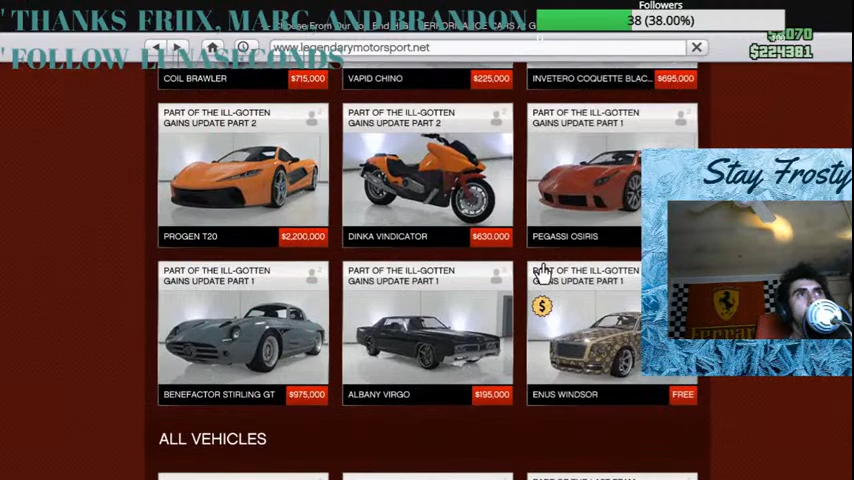 ' THANKS FRIIX, MARC AND BRANDON
Followers
38 (38.00%)
www.legendarymotorsport.net
$224381
' FOLLOW LUNASECONDS
COIL BRAWLER $715,000
VAPID CHINO $225,000
INVETERO COQUETTE BLAC... $695,000
PART OF THE ILL-GOTTEN
GAINS UPDATE PART 2
PART OF THE ILL-GOTTEN
GAINS UPDATE PART 2
PART OF THE ILL-GOTTEN
GAINS UPDATE PART 1
Stay Frosty
PROGEN T20 $2,200,000
DINKA VINDICATOR $630,000
PEGASSI OSIRIS
PART OF THE ILL-GOTTEN
GAINS UPDATE PART 1
PART OF THE ILL-GOTTEN
GAINS UPDATE PART 1
OF THE ILL-GOTTEN
GAINS UPDATE PART 1
$
Ferrari
BENEFACTOR STIRLING GT $975,000
ALBANY VIRGO $195,000
ENUS WINDSOR FREE
ALL VEHICLES